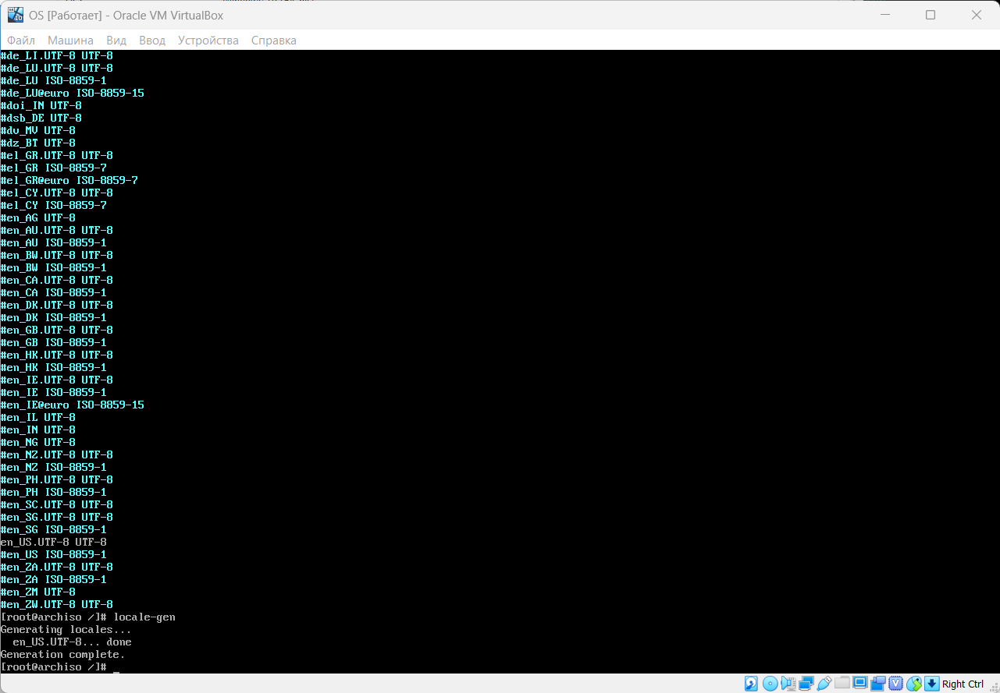 OS [Работает] - Oracle VM VirtualBox
Файл Машина Вид Ввод Устройства Справка
#de_LI.UTF-8 UTF-8
#de_LU.UTF-8 UTF-8
#de_LU ISO-8859-1
#de_LU@euro ISO-8859-15
#doi_IN UTF-8
#dsb_DE UTF-8
#dv_MV UTF-8
#dz_BT UTF-8
#el_GR.UTF-8 UTF-8
#el_GR ISO-8859-7
#el_GR@euro ISO-8859-7
#el_CY.UTF-8 UTF-8
#el_CY ISO-8859-7
#en_AG UTF-8
#en_AU.UTF-8 UTF-8
#en_AU ISO-8859-1
#en_BW.UTF-8 UTF-8
#en_BW ISO-8859-1
#en_CA.UTF-8 UTF-8
#en_CA ISO-8859-1
#en_DK.UTF-8 UTF-8
#en_DK ISO-8859-1
#en_GB.UTF-8 UTF-8
#en_GB ISO-8859-1
#en_HK.UTF-8 UTF-8
#en_HK ISO-8859-1
#en_IE.UTF-8 UTF-8
#en_IE ISO-8859-1
#en_IE@euro ISO-8859-15
#en_IL UTF-8
#en_IN UTF-8
#en_NG UTF-8
#en_NZ.UTF-8 UTF-8
#en_NZ ISO-8859-1
#en_PH.UTF-8 UTF-8
#en_PH ISO-8859-1
#en_SC.UTF-8 UTF-8
#en_SG.UTF-8 UTF-8
#en_SG ISO-8859-1
en_US.UTF-8 UTF-8
#en_US ISO-8859-1
#en_ZA.UTF-8 UTF-8
#en_ZA ISO-8859-1
#en_ZM UTF-8
#en_ZW.UTF-8 UTF-8
[root@archiso /]# locale-gen
Generating locales...
  en_US.UTF-8... done
Generation complete.
[root@archiso /]# _
Right Ctrl